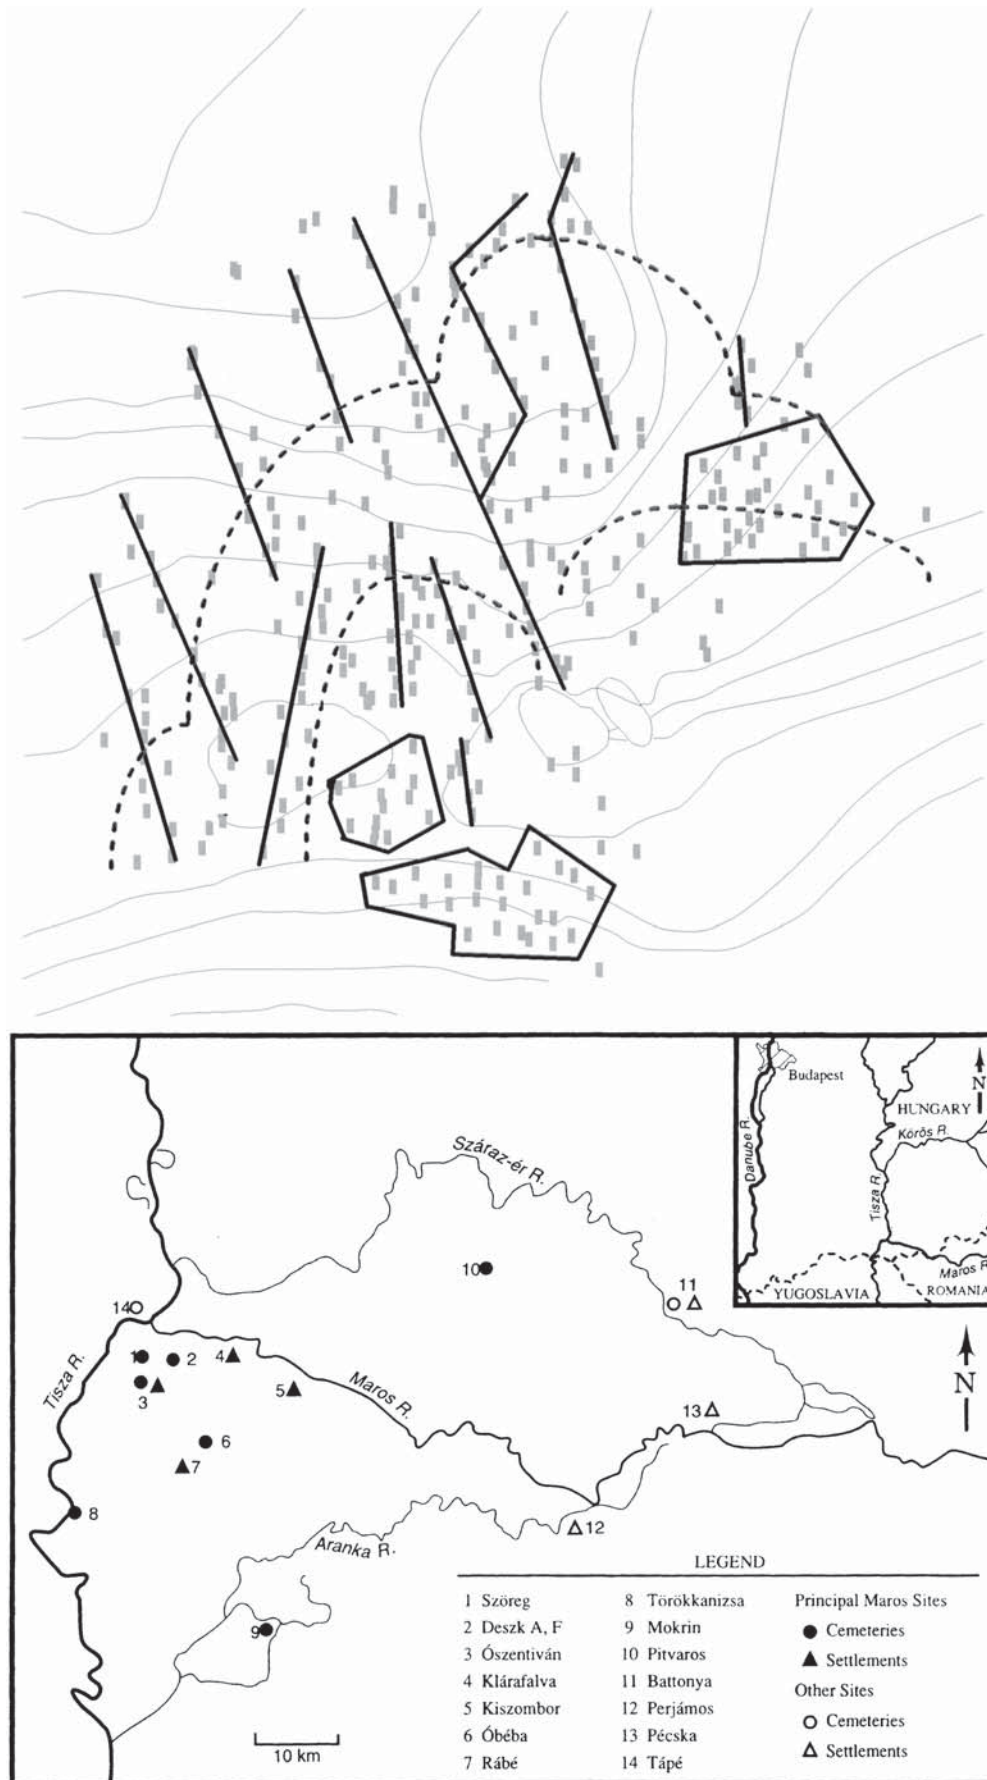 Budapest
N
HUNGARY
Körös R.
Danube R.
Tisza R.
Maros R
YUGOSLAVIA
ROMANIA
Száraz-ér R.
10
11
14
1
2
4
3
5
Tisza R.
Maros R.
N
13
6
7
8
12
Aranka R.
9
10 km
LEGEND
1 Szöreg
2 Deszk A, F
3 Ószentiván
4 Klárafalva
5 Kiszombor
6 Óbéba
7 Rábé
8 Törökkanizsa
9 Mokrin
10 Pitvaros
11 Battonya
12 Perjámos
13 Pécska
14 Tápé
Principal Maros Sites
Cemeteries
Settlements
Other Sites
Cemeteries
Settlements